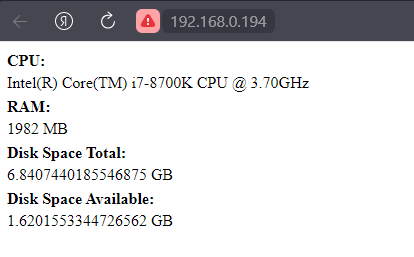 192.168.0.194
CPU:
Intel(R) Core(TM) i7-8700K CPU @ 3.70GHz
RAM:
1982 MB
Disk Space Total:
6.8407440185546875 GB
Disk Space Available:
1.6201553344726562 GB